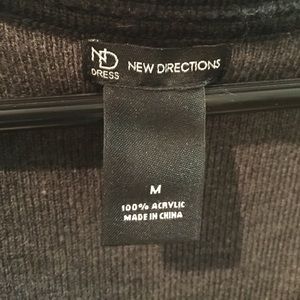 ND
DRESS
NEW DIRECTIONS
M
100% ACRYLIC
MADE IN CHINA